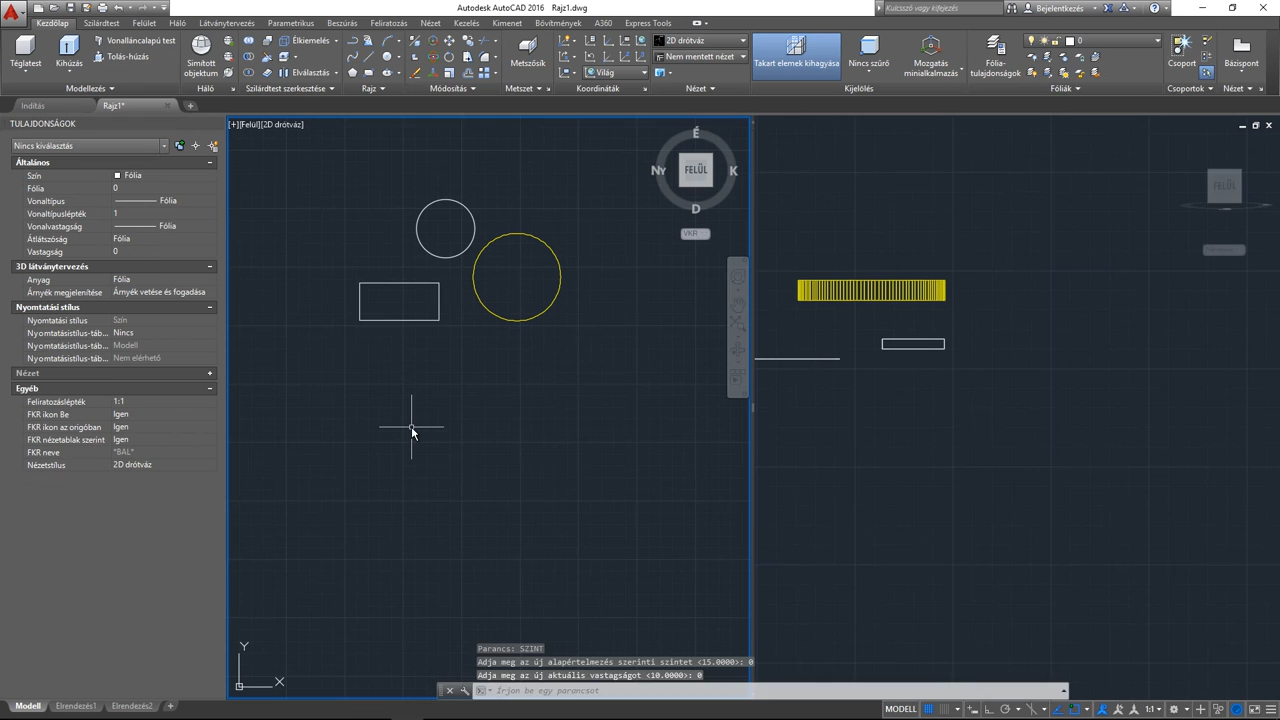 Autodesk AutoCAD 2016    Rajz1.dwg
Kulcsszó vagy kifejezés
Bejelentkezés
Kezdőlap
Szilárdtest
Felület
Háló
Látványtervezés
Parametrikus
Beszúrás
Feliratozás
Nézet
Kezelés
Kimenet
Bővítmények
A360
Express Tools
Téglatest
Kihúzás
Vonalláncalapú test
Tolás-húzás
Simított objektum
Elkiemelés
Elválasztás
Metszősík
Világ
2D drótváz
Nem mentett nézet
Takart elemek kihagyása
Nincs szűrő
Mozgatás minialkalmazás
Fólia-tulajdonságok
0
Csoport
Bázispont
Modellezés
Háló
Szilárdtest szerkesztése
Rajz
Módosítás
Metszet
Koordináták
Nézet
Kijelölés
Fóliák
Csoportok
Nézet
Indítás
Rajz1*
TULAJDONSÁGOK
Nincs kiválasztás
Általános
Szín Fólia
Fólia 0
Vonaltípus Fólia
Vonaltípuslépték 1
Vonalvastagság Fólia
Átlátszóság Fólia
Vastagság 0
3D látványtervezés
Anyag Fólia
Árnyék megjelenítése Árnyék vetése és fogadása
Nyomtatási stílus
Nyomtatási stílus Szín
Nyomtatásistílus-táb... Nincs
Nyomtatásistílus-táb... Modell
Nyomtatásistílus-táb... Nem elérhető
Nézet
Egyéb
Feliratozáslépték 1:1
FKR ikon Be Igen
FKR ikon az origóban Igen
FKR nézetablak szerint Igen
FKR neve *BAL*
Nézetstílus 2D drótváz
[+][Felül][2D drótváz]
É
NY
FELÜL
K
D
VKR
FELÜL
Y
X
Parancs: SZINT
Adja meg az új alapértelmezés szerinti szintet <15.0000>: 0
Adja meg az új aktuális vastagságot <10.0000>: 0
Írjon be egy parancsot
Modell
Elrendezés1
Elrendezés2
MODELL
1:1